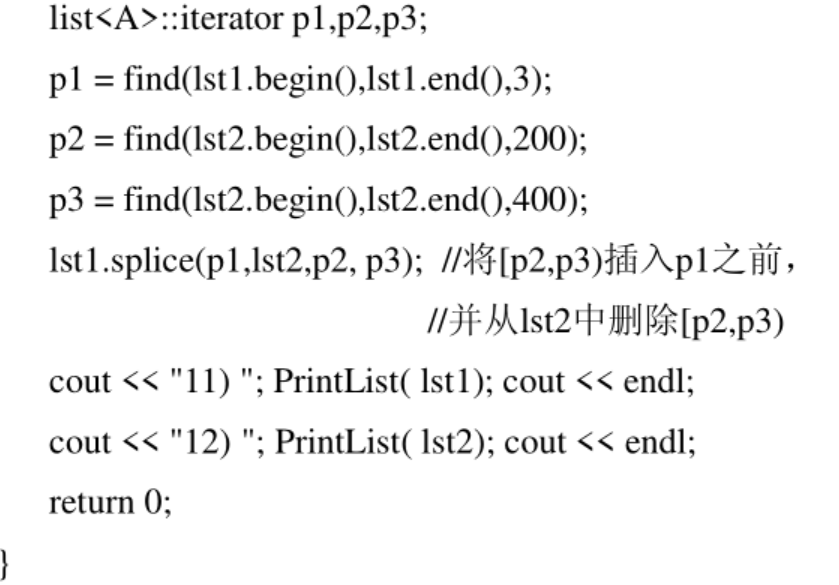 list<A>::iterator p1,p2,p3;
p1 = find(lst1.begin(),lst1.end(),3);
p2 = find(lst2.begin(),lst2.end(),200);
p3 = find(lst2.begin(),lst2.end(),400);
lst1.splice(p1,lst2,p2, p3);  //将[p2,p3)插入p1之前，
//并从lst2中删除[p2,p3)
cout << "11) "; PrintList( lst1); cout << endl;
cout << "12) "; PrintList( lst2); cout << endl;
return 0;
}